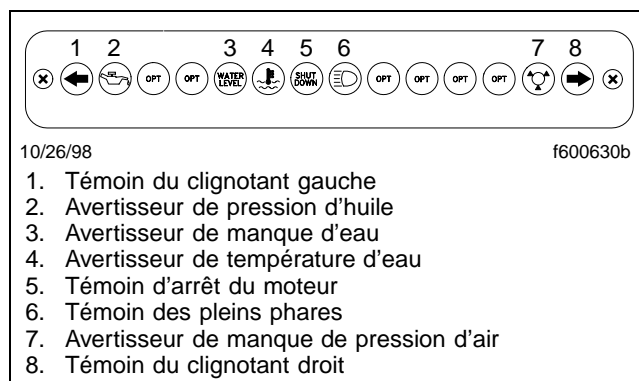 1 2 3 4 5 6 7 8
OPT OPT WATER LEVEL SHUT DOWN OPT OPT OPT OPT
10/26/98 f600630b
1. Témoin du clignotant gauche
2. Avertisseur de pression d'huile
3. Avertisseur de manque d'eau
4. Avertisseur de température d'eau
5. Témoin d'arrêt du moteur
6. Témoin des pleins phares
7. Avertisseur de manque de pression d'air
8. Témoin du clignotant droit